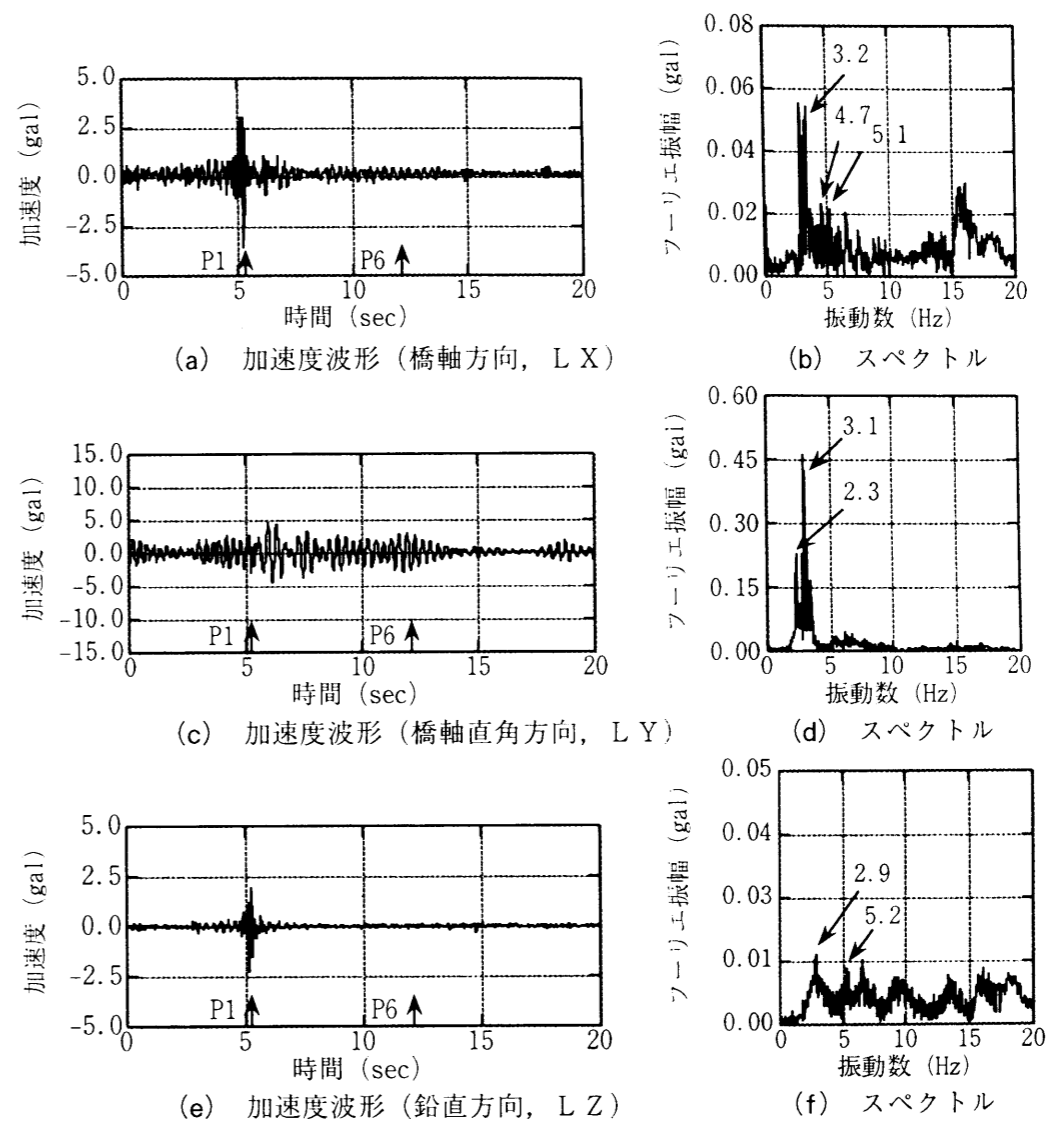 加速度 (gal)
5.0
2.5
0.0
−2.5
−5.0
P1
P6
0
5
10
15
20
時間 (sec)
(a) 加速度波形 (橋軸方向, LX)
フーリエ振幅 (gal)
0.08
0.06
0.04
0.02
0.00
3.2
4.7
5.1
0
5
10
15
20
振動数 (Hz)
(b) スペクトル
加速度 (gal)
15.0
10.0
5.0
0.0
−5.0
−10.0
−15.0
P1
P6
0
5
10
15
20
時間 (sec)
(c) 加速度波形 (橋軸直角方向, LY)
フーリエ振幅 (gal)
0.60
0.45
0.30
0.15
0.00
3.1
2.3
0
5
10
15
20
振動数 (Hz)
(d) スペクトル
加速度 (gal)
5.0
2.5
0.0
−2.5
−5.0
P1
P6
0
5
10
15
20
時間 (sec)
(e) 加速度波形 (鉛直方向, LZ)
フーリエ振幅 (gal)
0.05
0.04
0.03
0.01
0.00
2.9
5.2
0
5
10
15
20
振動数 (Hz)
(f) スペクトル